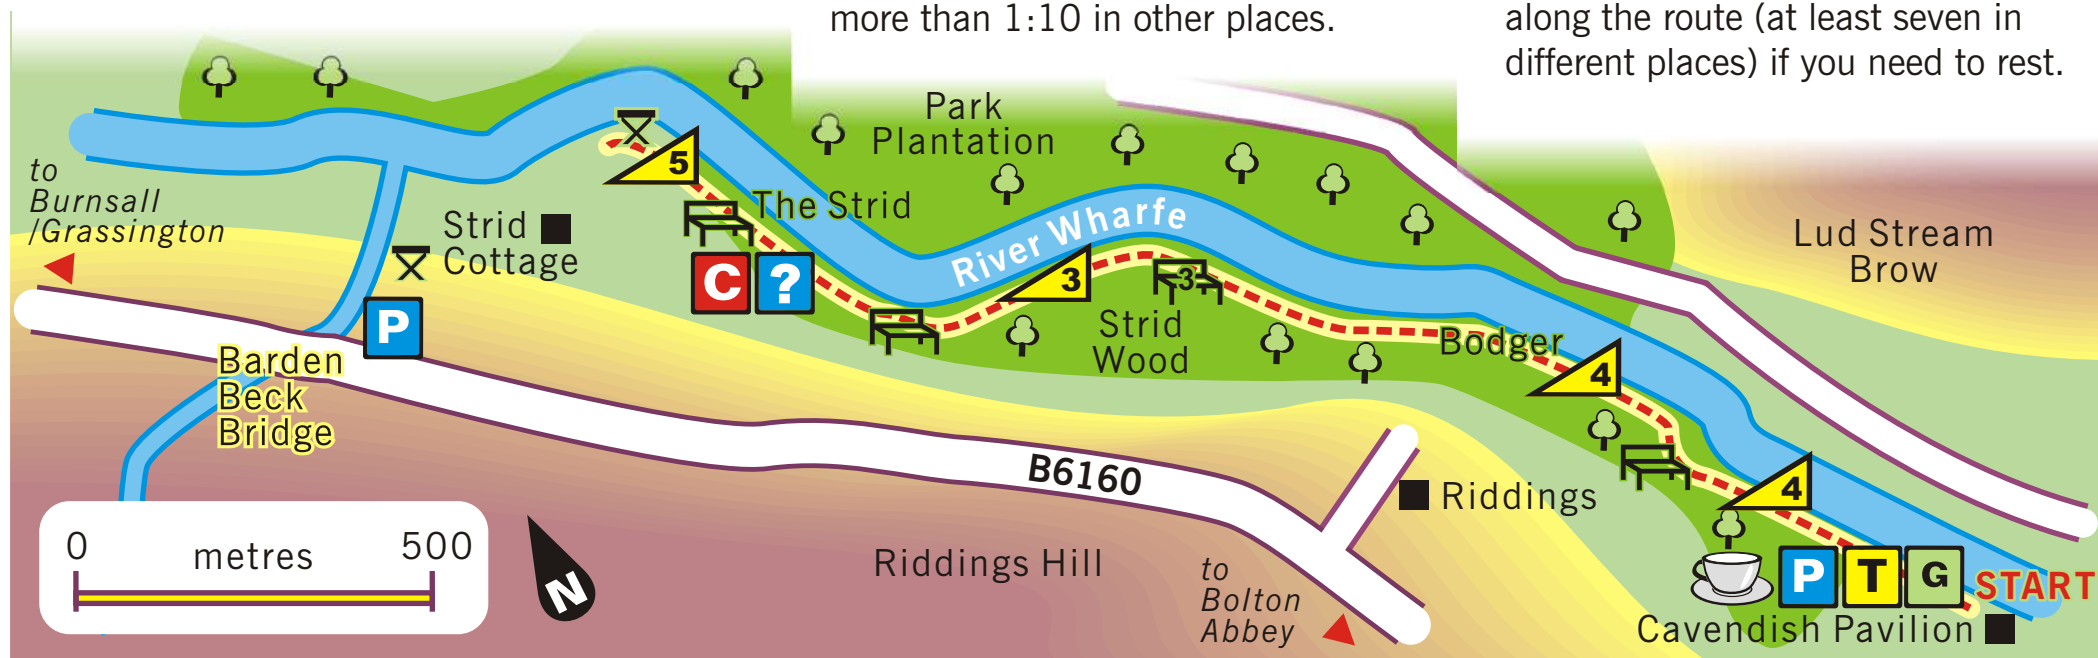 more than 1:10 in other places.
along the route (at least seven in
different places) if you need to rest.
Park
Plantation
to
Burnsall
/Grassington
Strid
Cottage
5
The Strid
C
?
P
River Wharfe
3
3
Strid
Wood
Bodger
4
Lud Stream
Brow
Barden
Beck
Bridge
B6160
Riddings
4
0 metres 500
N
Riddings Hill
to
Bolton
Abbey
P T G START
Cavendish Pavilion